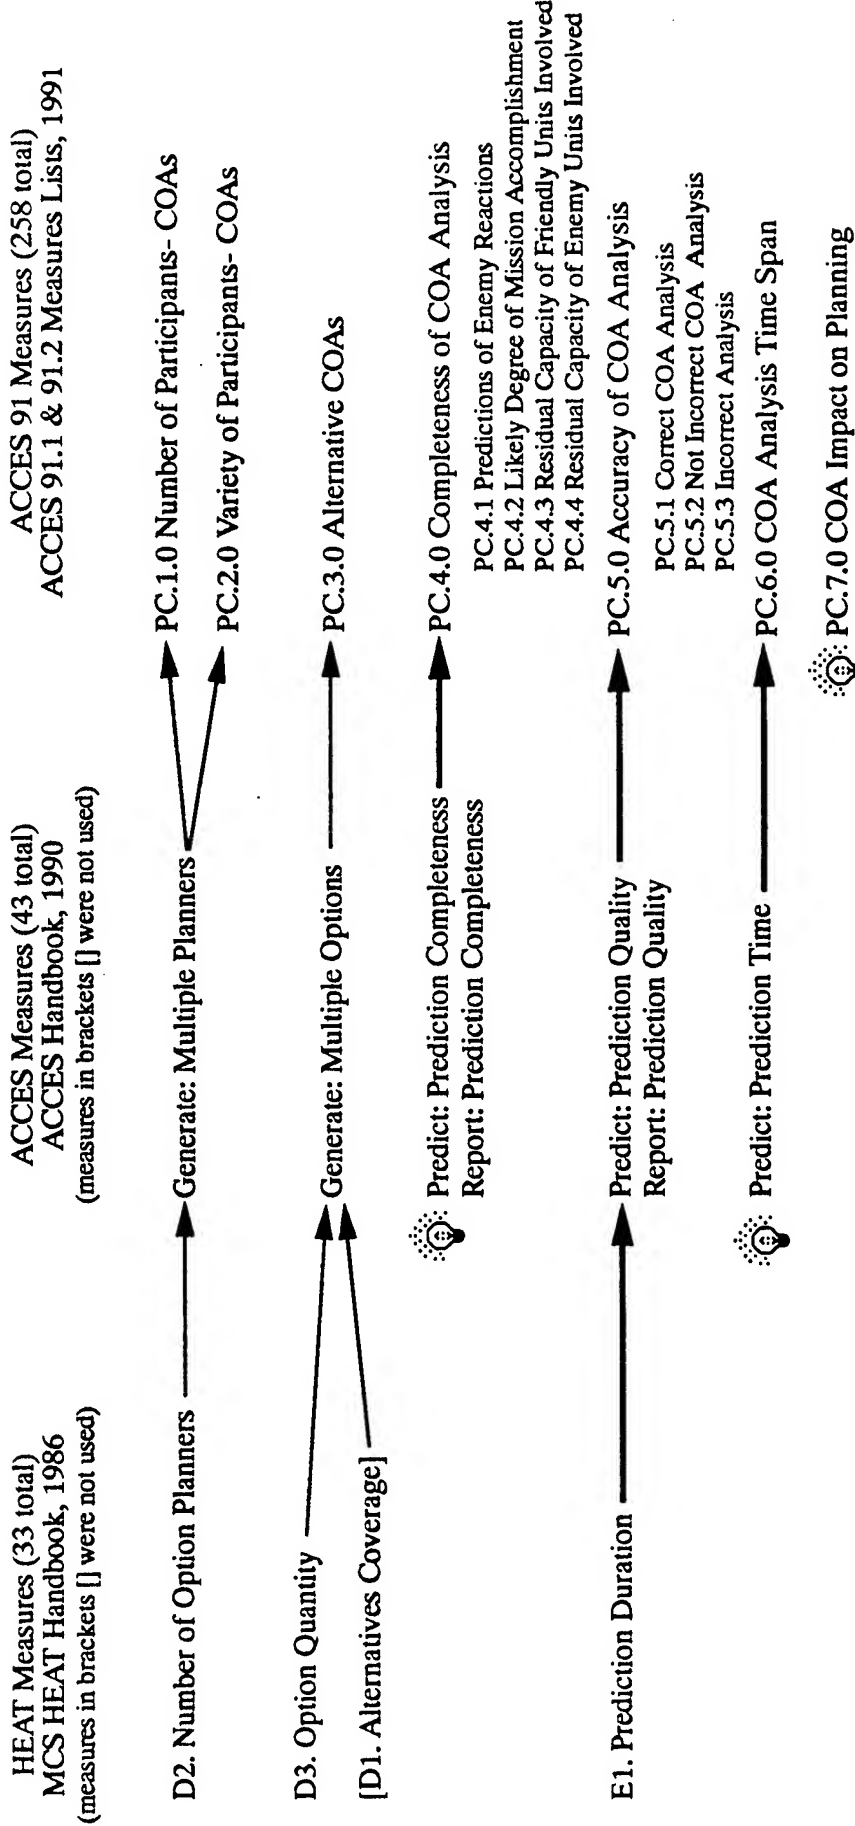 HEAT Measures (33 total)
MCS HEAT Handbook, 1986
(measures in brackets [] were not used)
D2. Number of Option Planners
D3. Option Quantity
[D1. Alternatives Coverage]
E1. Prediction Duration
ACCES Measures (43 total)
ACCES Handbook, 1990
(measures in brackets [] were not used)
Generate: Multiple Planners
Generate: Multiple Options
Predict: Prediction Completeness
Report: Prediction Completeness
Predict: Prediction Quality
Report: Prediction Quality
Predict: Prediction Time
ACCES 91 Measures (258 total)
ACCES 91.1 & 91.2 Measures Lists, 1991
PC.1.0 Number of Participants- COAs
PC.2.0 Variety of Participants- COAs
PC.3.0 Alternative COAs
PC.4.0 Completeness of COA Analysis
PC.4.1 Predictions of Enemy Reactions
PC.4.2 Likely Degree of Mission Accomplishment
PC.4.3 Residual Capacity of Friendly Units Involved
PC.4.4 Residual Capacity of Enemy Units Involved
PC.5.0 Accuracy of COA Analysis
PC.5.1 Correct COA Analysis
PC.5.2 Not Incorrect COA Analysis
PC.5.3 Incorrect Analysis
PC.6.0 COA Analysis Time Span
PC.7.0 COA Impact on Planning